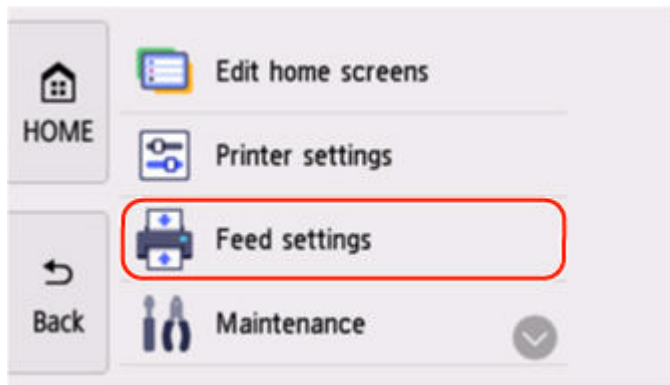 HOME
Back
Edit home screens
Printer settings
Feed settings
Maintenance